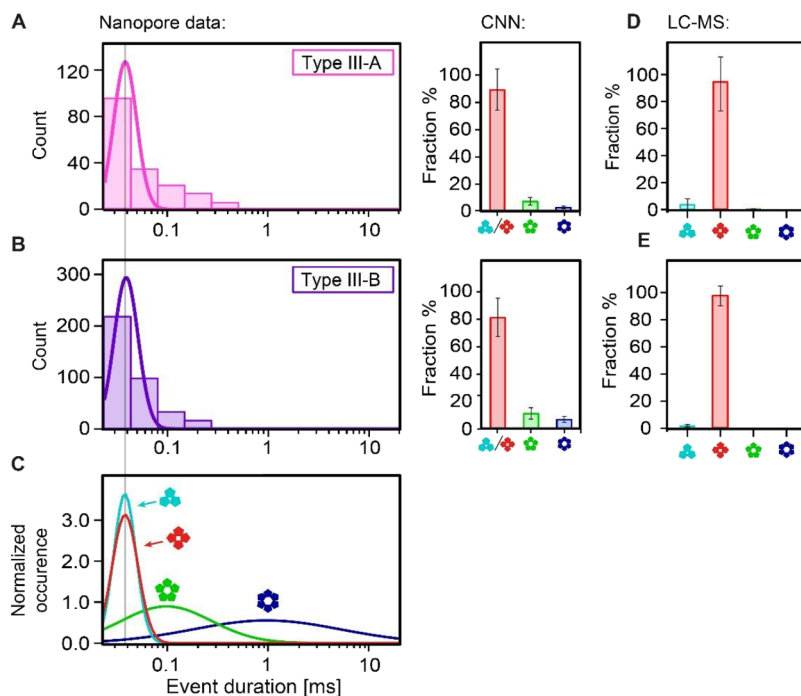 A Nanopore data: CNN: D LC-MS:
Type III-A
Count
120
80
40
0
0.1 1 10
Fraction %
100
80
60
40
20
0
/
Fraction %
100
80
60
40
20
0
B
Type III-B
Count
300
200
100
0
0.1 1 10
Fraction %
100
80
60
40
20
0
/
E
Fraction %
100
80
60
40
20
0
C
Normalized
occurence
3.0
2.0
1.0
0.0
0.1 1 10
Event duration [ms]